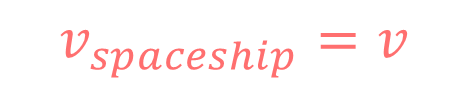 v_spaceship = v